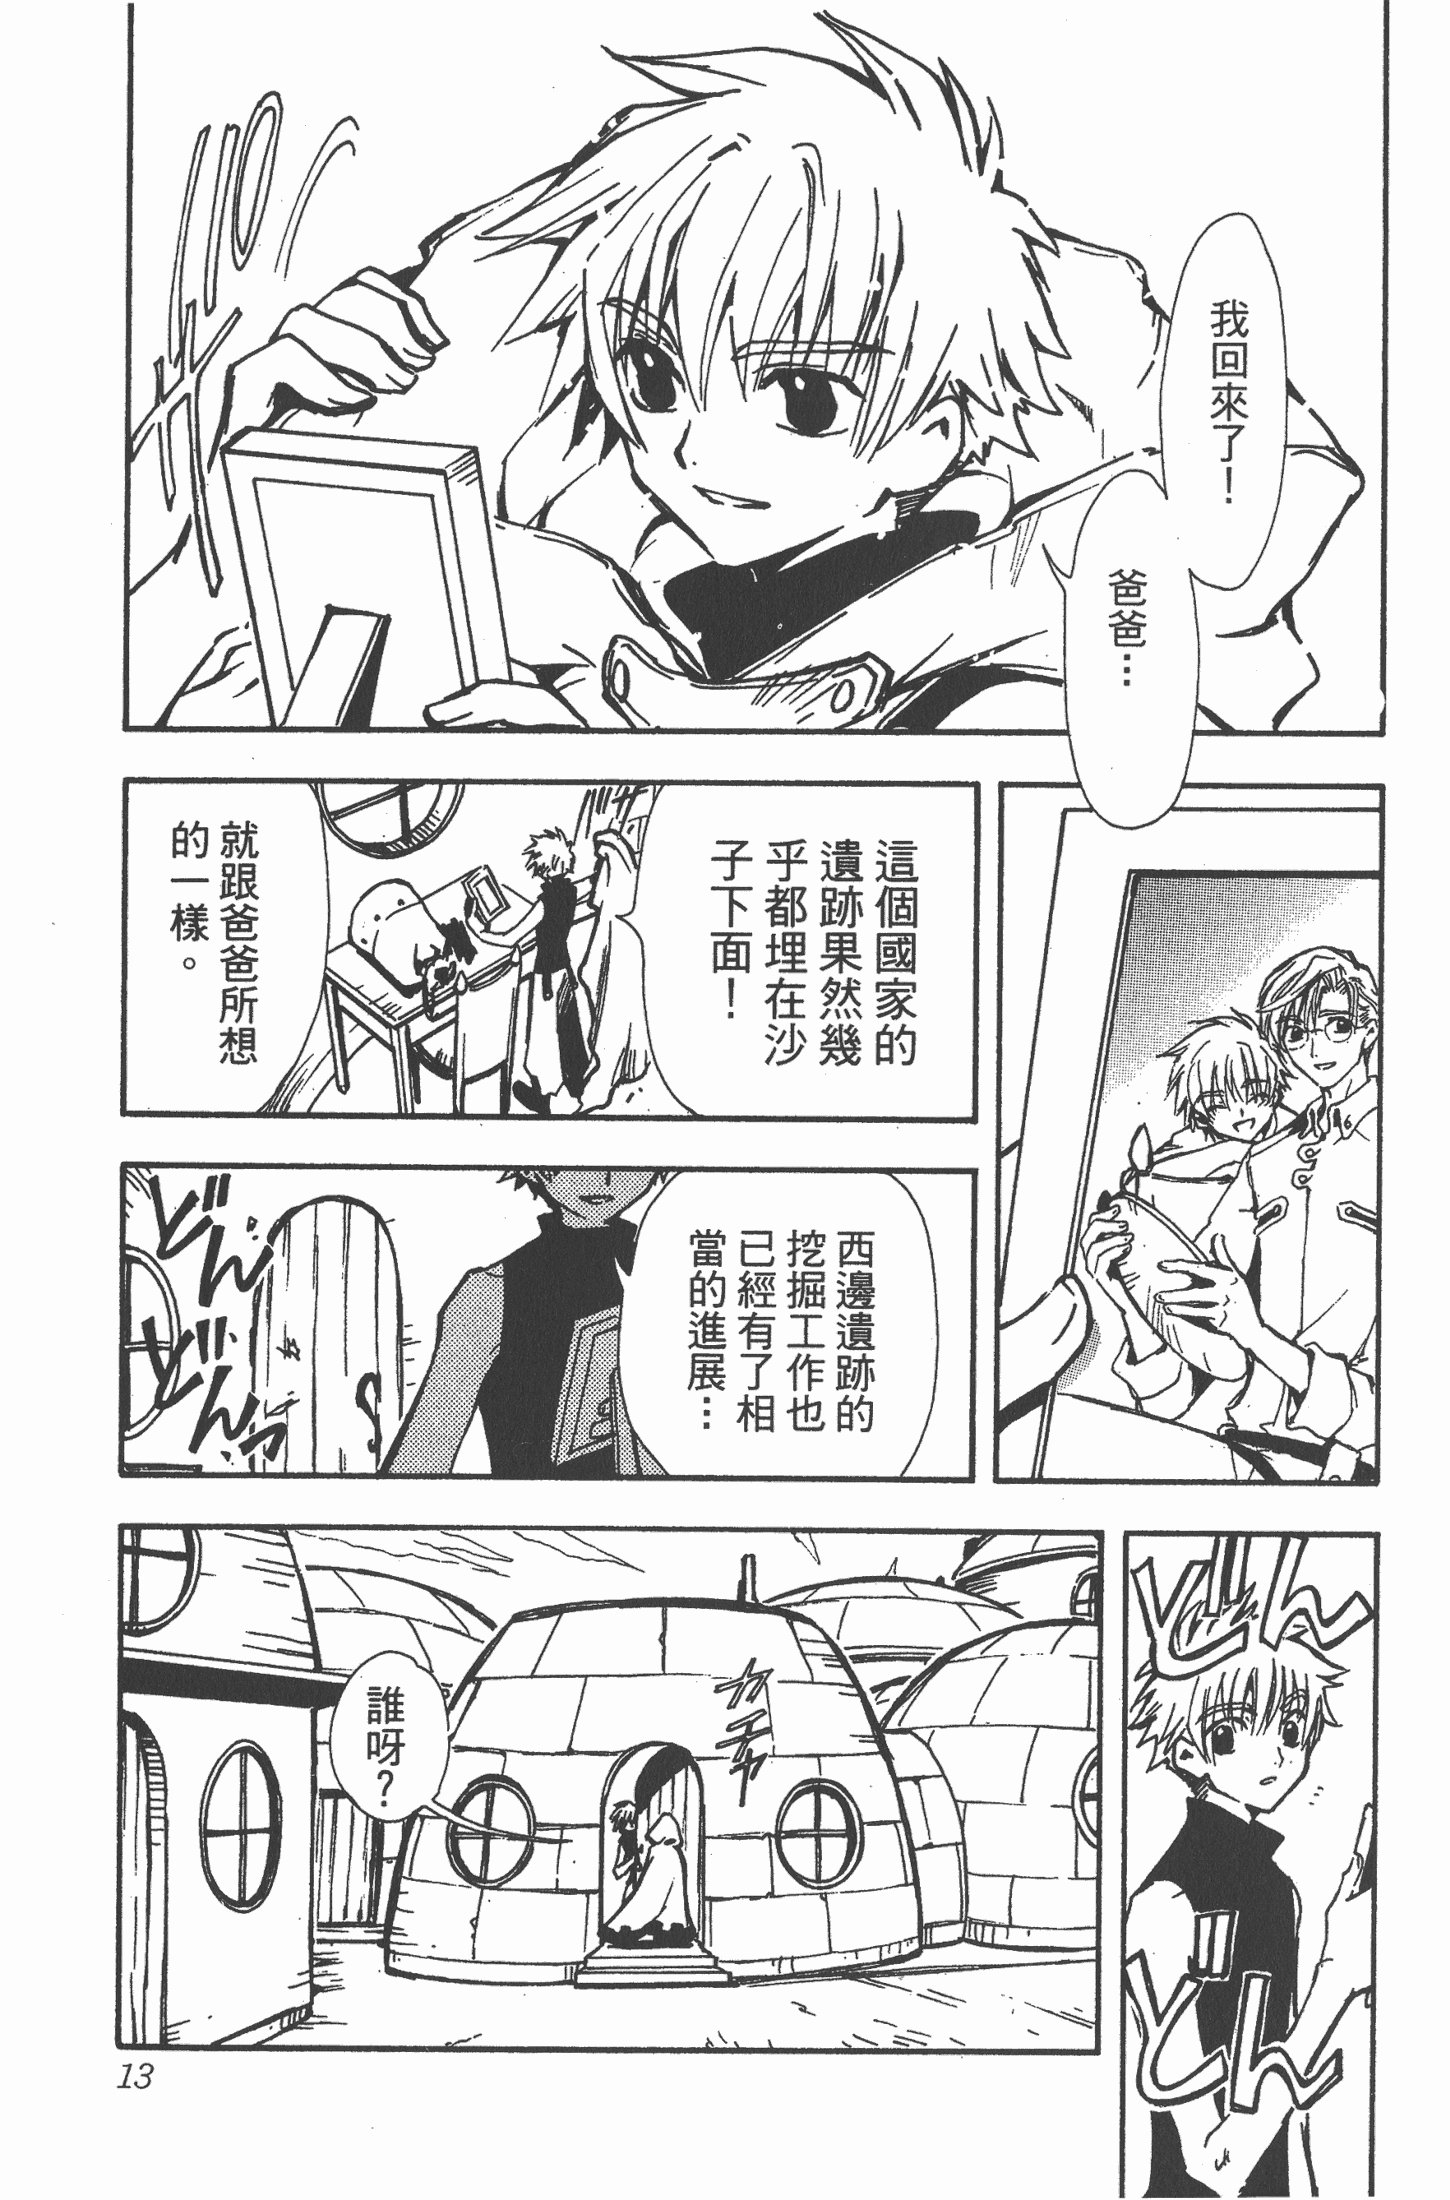 我回來了！
爸爸…
這個國家的
遺跡果然幾
乎都埋在沙
子下面！
就跟爸爸所想
的一樣。
西邊遺跡的
挖掘工作也
已經有了相
當的進展…
どんどんッ
どんどん
ガチャ
誰呀？
13